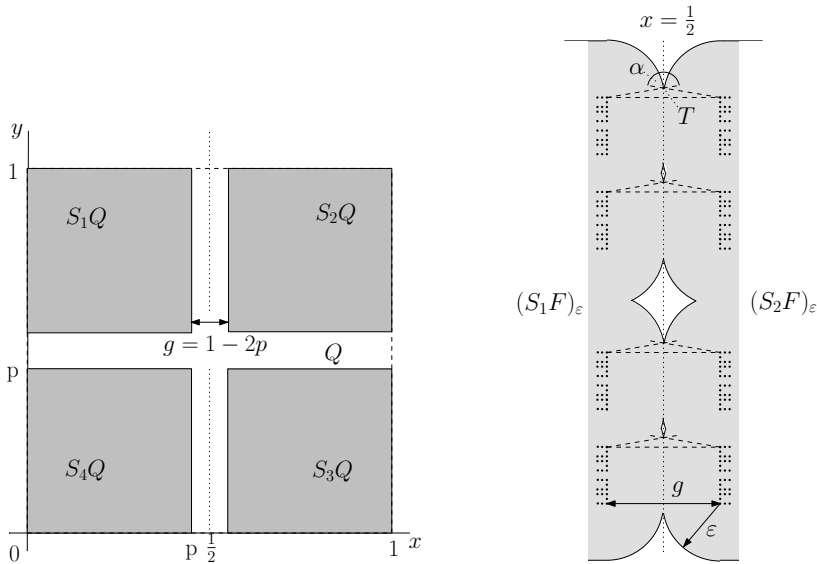 y
1
S₁Q
S₂Q
g = 1 − 2p
Q
p
S₄Q
S₃Q
0
p
½
1
x
x = ½
α
T
(S₁F)ε
(S₂F)ε
g
ε